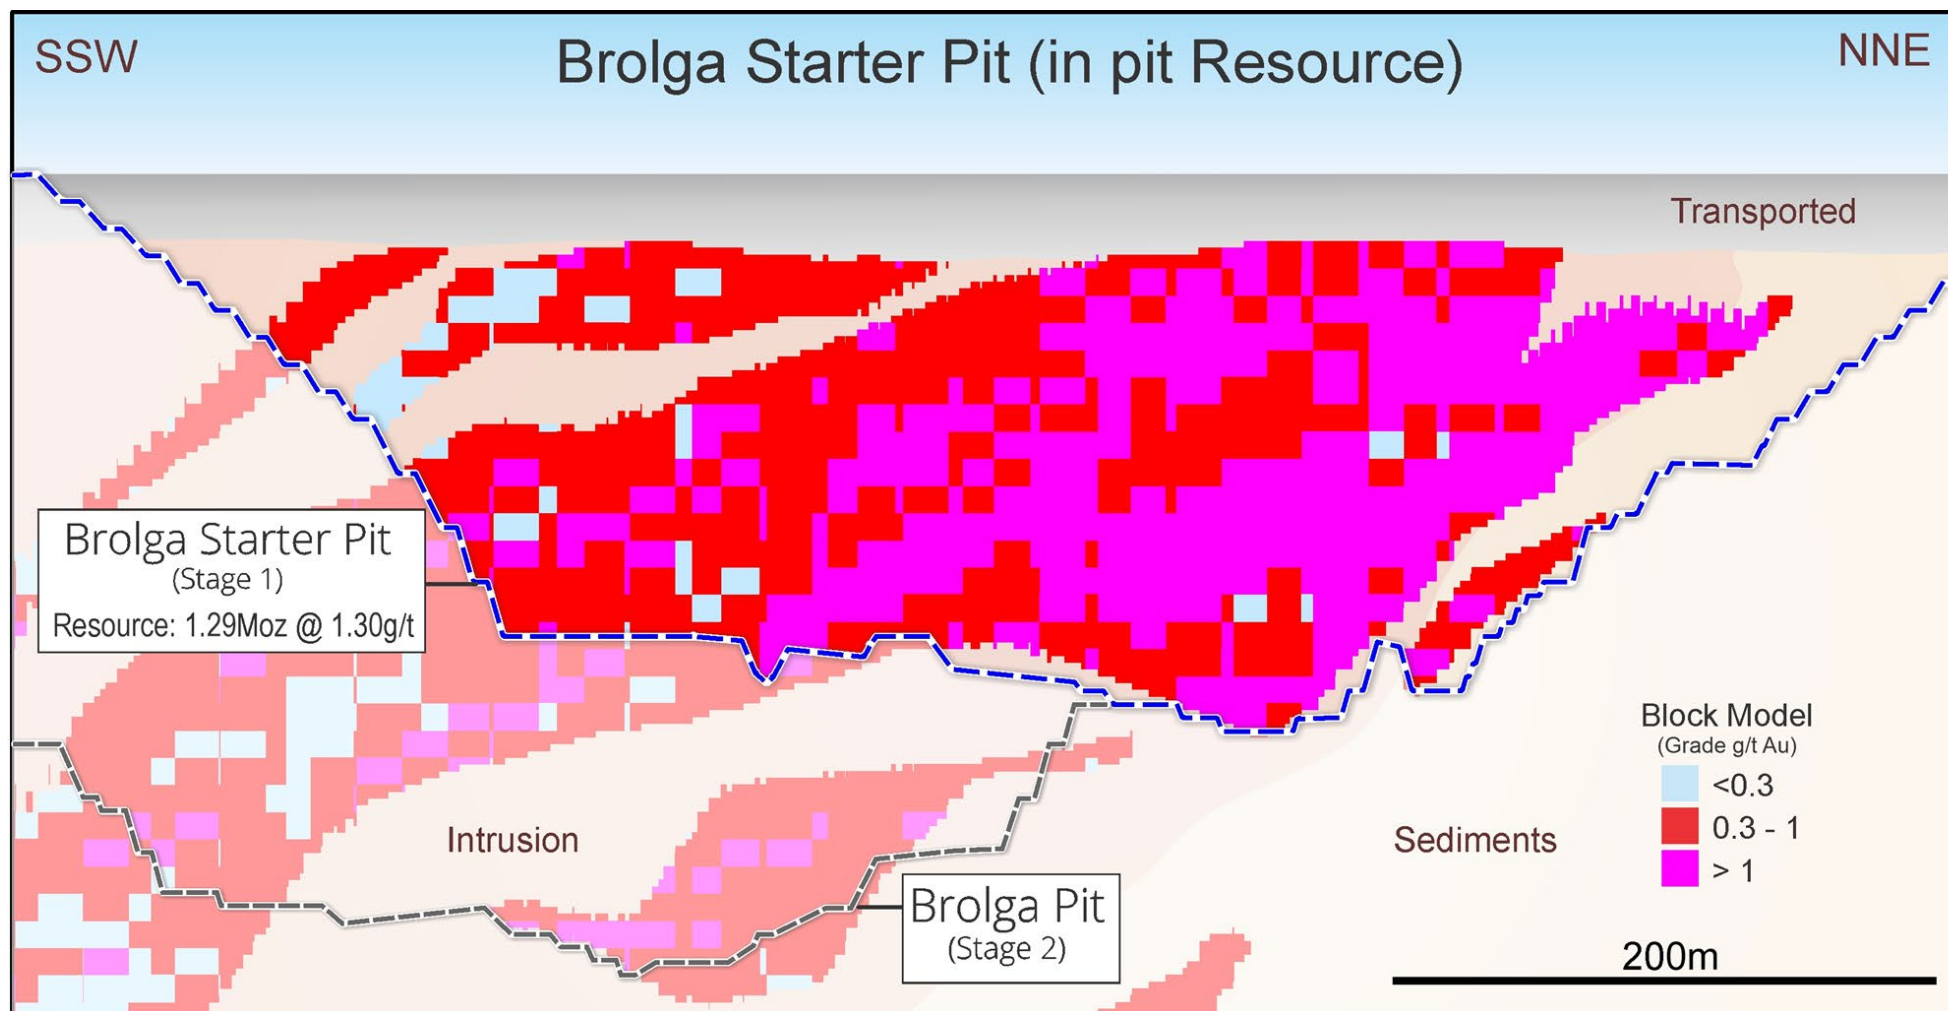 SSW
Brolga Starter Pit (in pit Resource)
NNE
Transported
Brolga Starter Pit
(Stage 1)
Resource: 1.29Moz @ 1.30g/t
Intrusion
Sediments
Brolga Pit
(Stage 2)
Block Model
(Grade g/t Au)
<0.3
0.3 - 1
> 1
200m